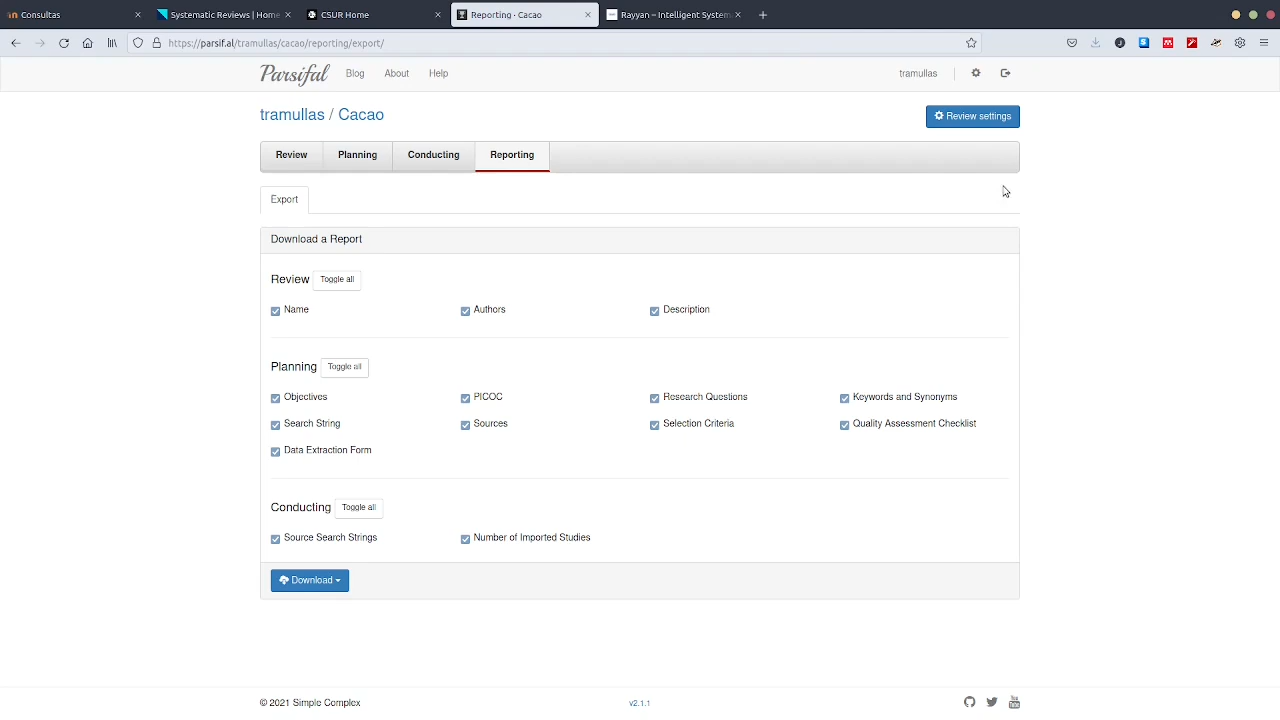 Consultas
Systematic Reviews | Home
CSUR Home
Reporting · Cacao
Rayyan – Intelligent System
https://parsif.al/tramullas/cacao/reporting/export/
Parsifal Blog About Help tramullas
tramullas / Cacao
Review settings
Review Planning Conducting Reporting
Export
Download a Report
Review Toggle all
Name Authors Description
Planning Toggle all
Objectives PICOC Research Questions Keywords and Synonyms
Search String Sources Selection Criteria Quality Assessment Checklist
Data Extraction Form
Conducting Toggle all
Source Search Strings Number of Imported Studies
Download
© 2021 Simple Complex v2.1.1